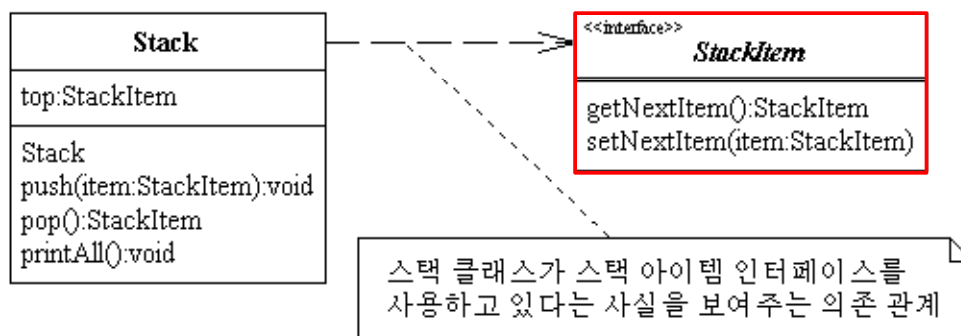 Stack
top:StackItem
Stack
push(item:StackItem):void
pop():StackItem
printAll():void
<<interface>>
StackItem
getNextItem():StackItem
setNextItem(item:StackItem)
스택 클래스가 스택 아이템 인터페이스를
사용하고 있다는 사실을 보여주는 의존 관계